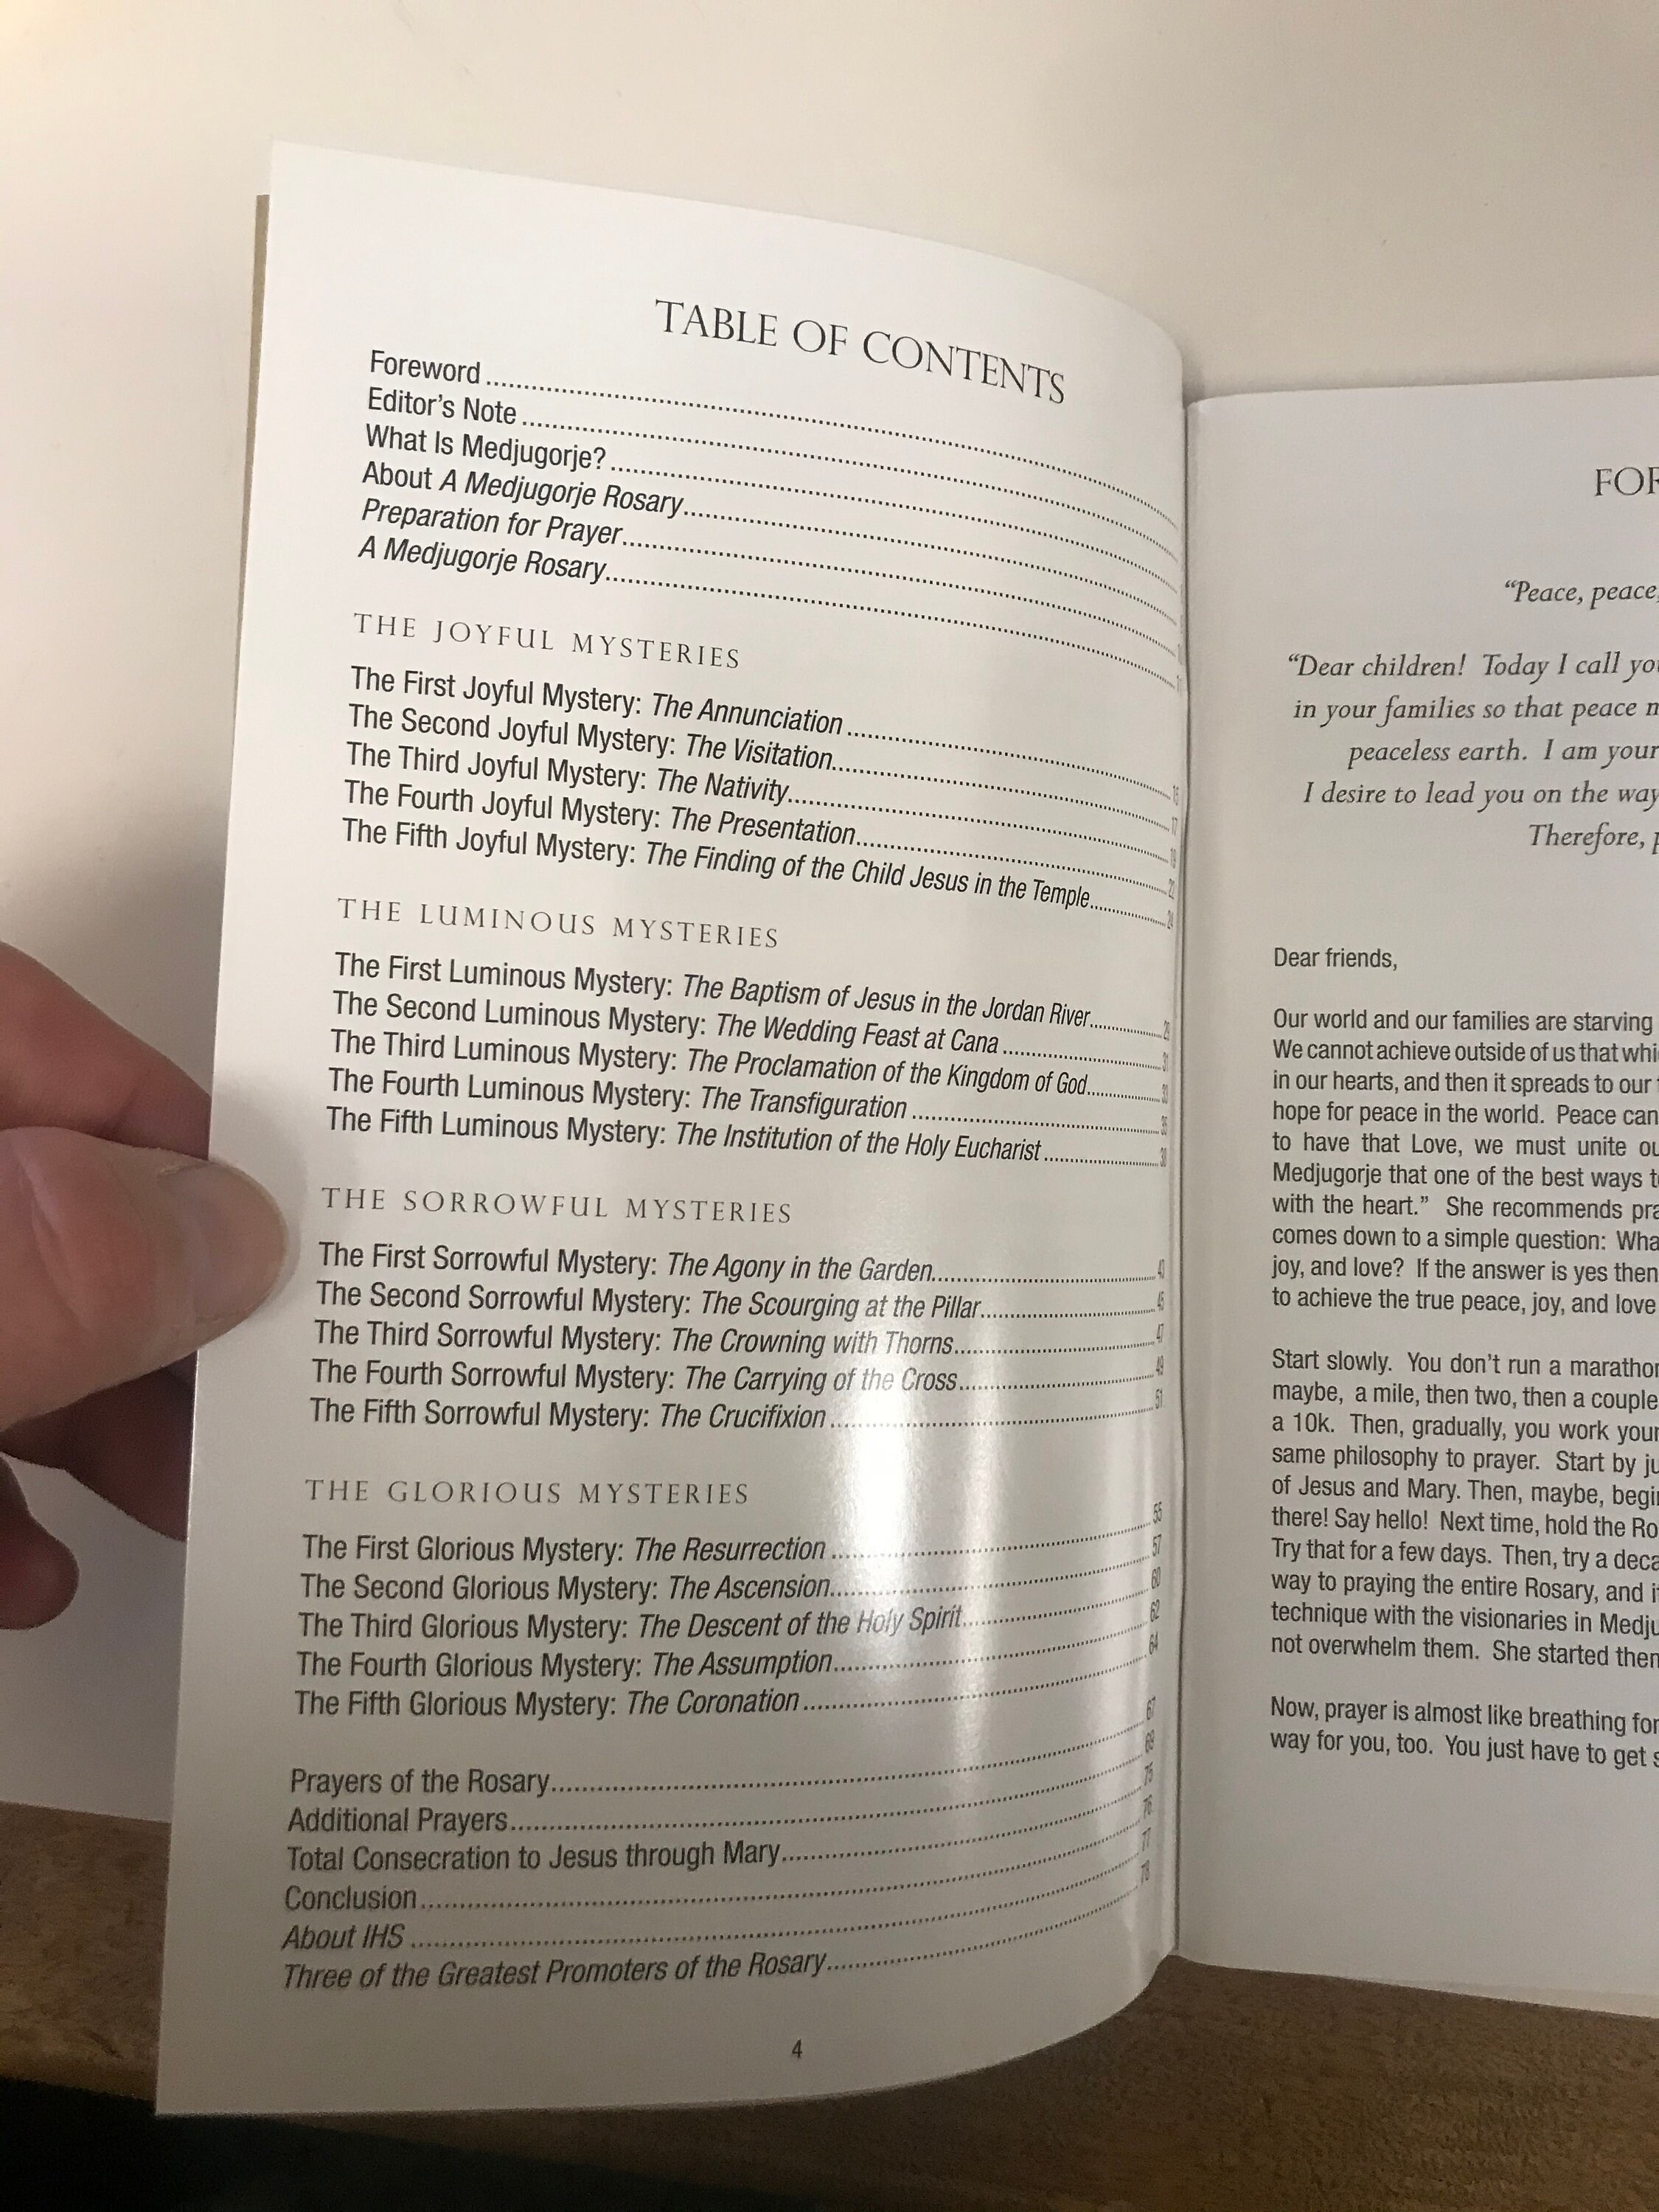 TABLE OF CONTENTS
Foreword
Editor's Note
What Is Medjugorje?
About A Medjugorje Rosary
Preparation for Prayer
A Medjugorje Rosary
THE JOYFUL MYSTERIES
The First Joyful Mystery: The Annunciation
The Second Joyful Mystery: The Visitation
The Third Joyful Mystery: The Nativity
The Fourth Joyful Mystery: The Presentation
The Fifth Joyful Mystery: The Finding of the Child Jesus in the Temple
THE LUMINOUS MYSTERIES
The First Luminous Mystery: The Baptism of Jesus in the Jordan River
The Second Luminous Mystery: The Wedding Feast at Cana
The Third Luminous Mystery: The Proclamation of the Kingdom of God
The Fourth Luminous Mystery: The Transfiguration
The Fifth Luminous Mystery: The Institution of the Holy Eucharist
THE SORROWFUL MYSTERIES
The First Sorrowful Mystery: The Agony in the Garden 43
The Second Sorrowful Mystery: The Scourging at the Pillar 45
The Third Sorrowful Mystery: The Crowning with Thorns 47
The Fourth Sorrowful Mystery: The Carrying of the Cross 49
The Fifth Sorrowful Mystery: The Crucifixion 51
THE GLORIOUS MYSTERIES
The First Glorious Mystery: The Resurrection 55
The Second Glorious Mystery: The Ascension 57
The Third Glorious Mystery: The Descent of the Holy Spirit 60
The Fourth Glorious Mystery: The Assumption 62
The Fifth Glorious Mystery: The Coronation 64
Prayers of the Rosary 67
Additional Prayers 69
Total Consecration to Jesus through Mary 75
Conclusion 76
About IHS 77
Three of the Greatest Promoters of the Rosary 78
4
FOR
“Peace, peace,
“Dear children! Today I call you
in your families so that peace m
peaceless earth. I am your
I desire to lead you on the way
Therefore, p
Dear friends,
Our world and our families are starving
We cannot achieve outside of us that whi
in our hearts, and then it spreads to our
hope for peace in the world. Peace can
to have that Love, we must unite ou
Medjugorje that one of the best ways t
with the heart.” She recommends pra
comes down to a simple question: Wha
joy, and love? If the answer is yes then
to achieve the true peace, joy, and love
Start slowly. You don't run a marathon
maybe, a mile, then two, then a couple
a 10k. Then, gradually, you work your
same philosophy to prayer. Start by ju
of Jesus and Mary. Then, maybe, begin
there! Say hello! Next time, hold the Ro
Try that for a few days. Then, try a deca
way to praying the entire Rosary, and i
technique with the visionaries in Medju
not overwhelm them. She started then
Now, prayer is almost like breathing for
way for you, too. You just have to get s